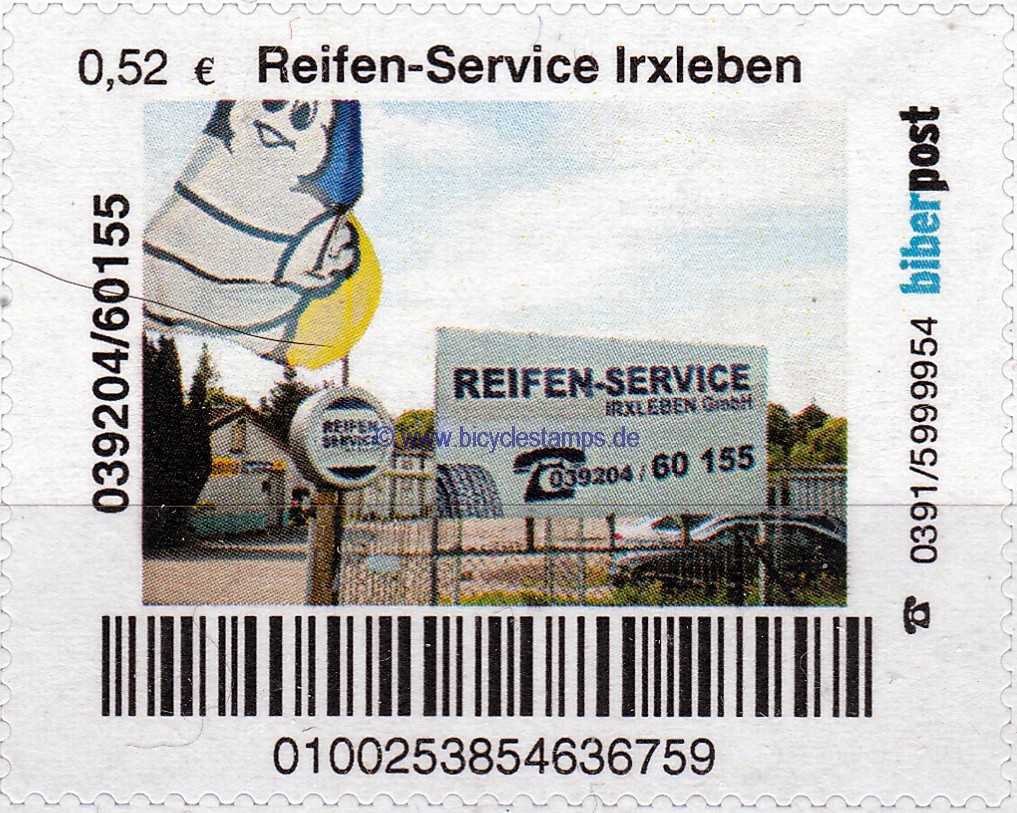 0,52 € Reifen-Service Irxleben
039204/60155
REIFEN-SERVICE
IRXLEBEN GmbH
☎ 039204 / 60 155
REIFEN
SERVICE
© www.bicyclestamps.de
biberpost
☎ 0391/5999954
0100253854636759